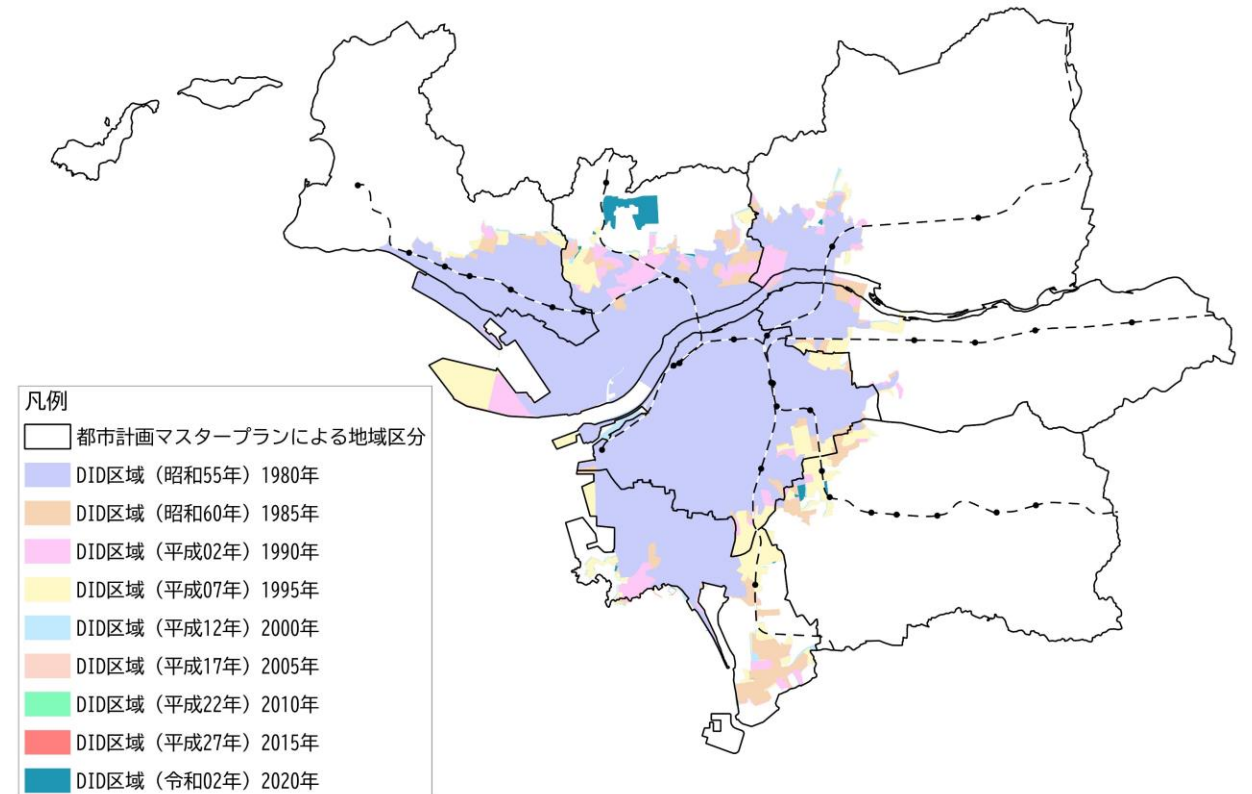 凡例
都市計画マスタープランによる地域区分
DID区域（昭和55年）1980年
DID区域（昭和60年）1985年
DID区域（平成02年）1990年
DID区域（平成07年）1995年
DID区域（平成12年）2000年
DID区域（平成17年）2005年
DID区域（平成22年）2010年
DID区域（平成27年）2015年
DID区域（令和02年）2020年